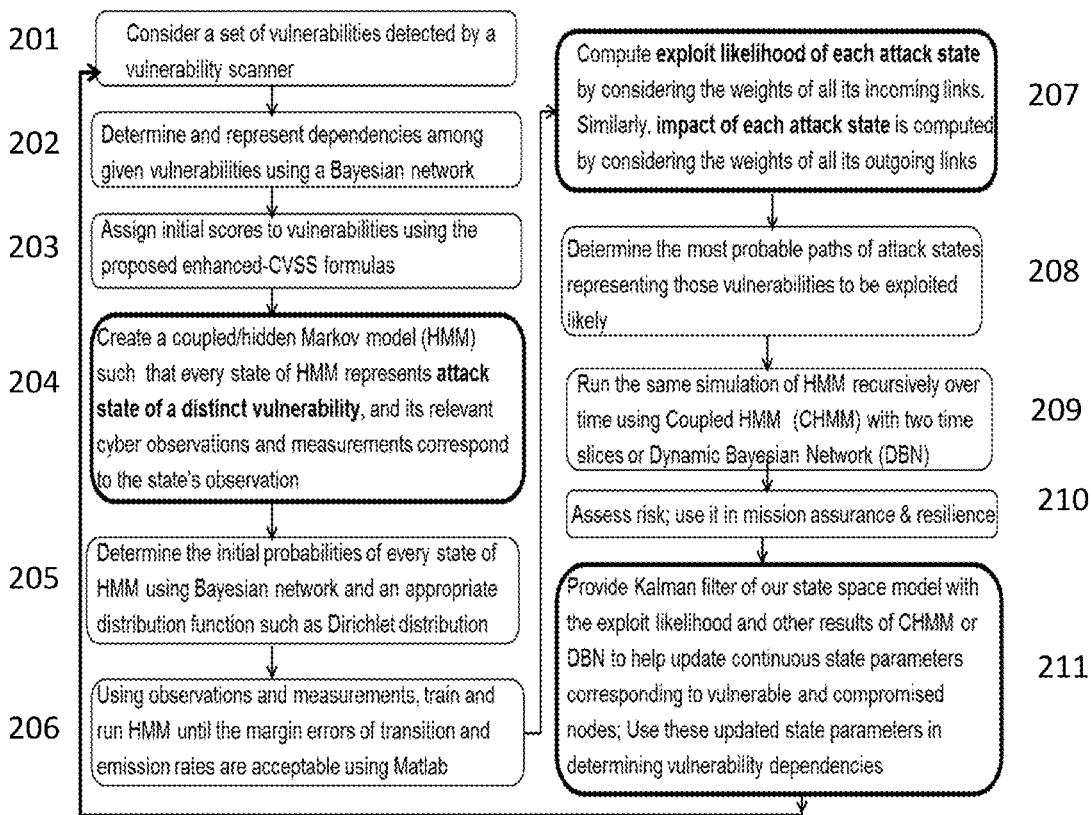 201
Consider a set of vulnerabilities detected by a
vulnerability scanner
202
Determine and represent dependencies among
given vulnerabilities using a Bayesian network
203
Assign initial scores to vulnerabilities using the
proposed enhanced-CVSS formulas
204
Create a coupled/hidden Markov model (HMM)
such that every state of HMM represents attack
state of a distinct vulnerability, and its relevant
cyber observations and measurements correspond
to the state's observation
205
Determine the initial probabilities of every state of
HMM using Bayesian network and an appropriate
distribution function such as Dirichlet distribution
206
Using observations and measurements, train and
run HMM until the margin errors of transition and
emission rates are acceptable using Matlab
207
Compute exploit likelihood of each attack state
by considering the weights of all its incoming links.
Similarly, impact of each attack state is computed
by considering the weights of all its outgoing links
208
Determine the most probable paths of attack states
representing those vulnerabilities to be exploited
likely
209
Run the same simulation of HMM recursively over
time using Coupled HMM (CHMM) with two time
slices or Dynamic Bayesian Network (DBN)
210
Assess risk; use it in mission assurance & resilience
211
Provide Kalman filter of our state space model with
the exploit likelihood and other results of CHMM or
DBN to help update continuous state parameters
corresponding to vulnerable and compromised
nodes; Use these updated state parameters in
determining vulnerability dependencies